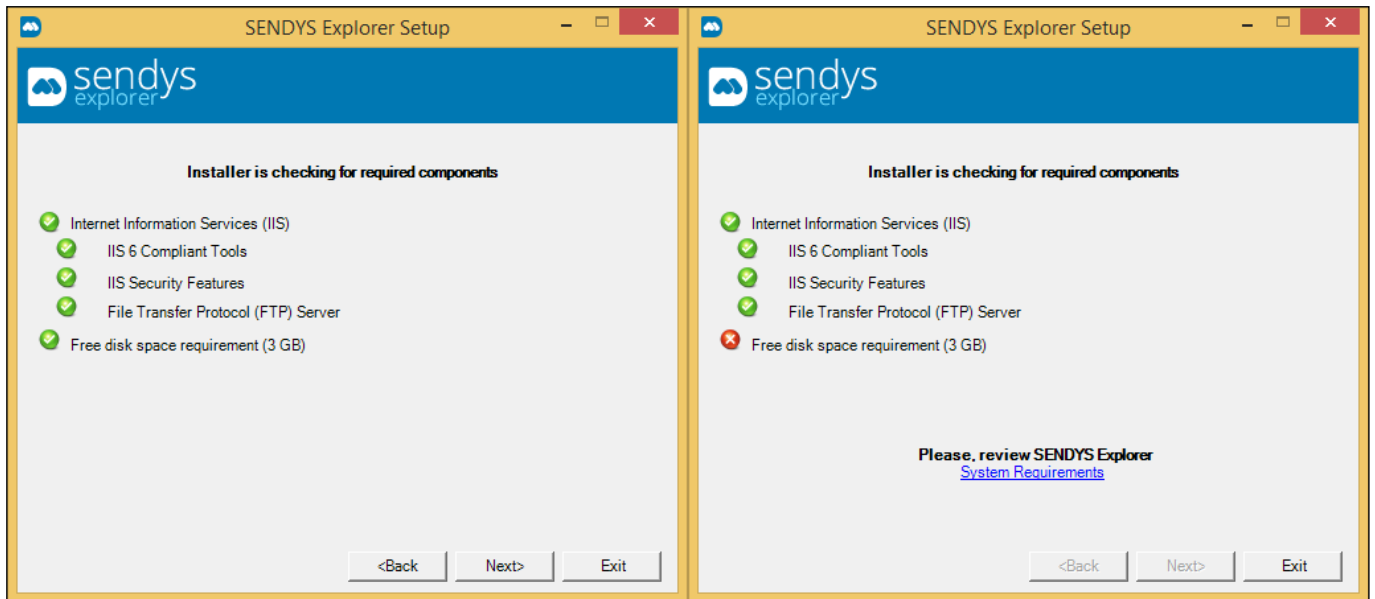 SENDYS Explorer Setup
sendys
explorer
Installer is checking for required components
Internet Information Services (IIS)
IIS 6 Compliant Tools
IIS Security Features
File Transfer Protocol (FTP) Server
Free disk space requirement (3 GB)
<Back
Next>
Exit
SENDYS Explorer Setup
sendys
explorer
Installer is checking for required components
Internet Information Services (IIS)
IIS 6 Compliant Tools
IIS Security Features
File Transfer Protocol (FTP) Server
Free disk space requirement (3 GB)
Please, review SENDYS Explorer
System Requirements
<Back
Next>
Exit